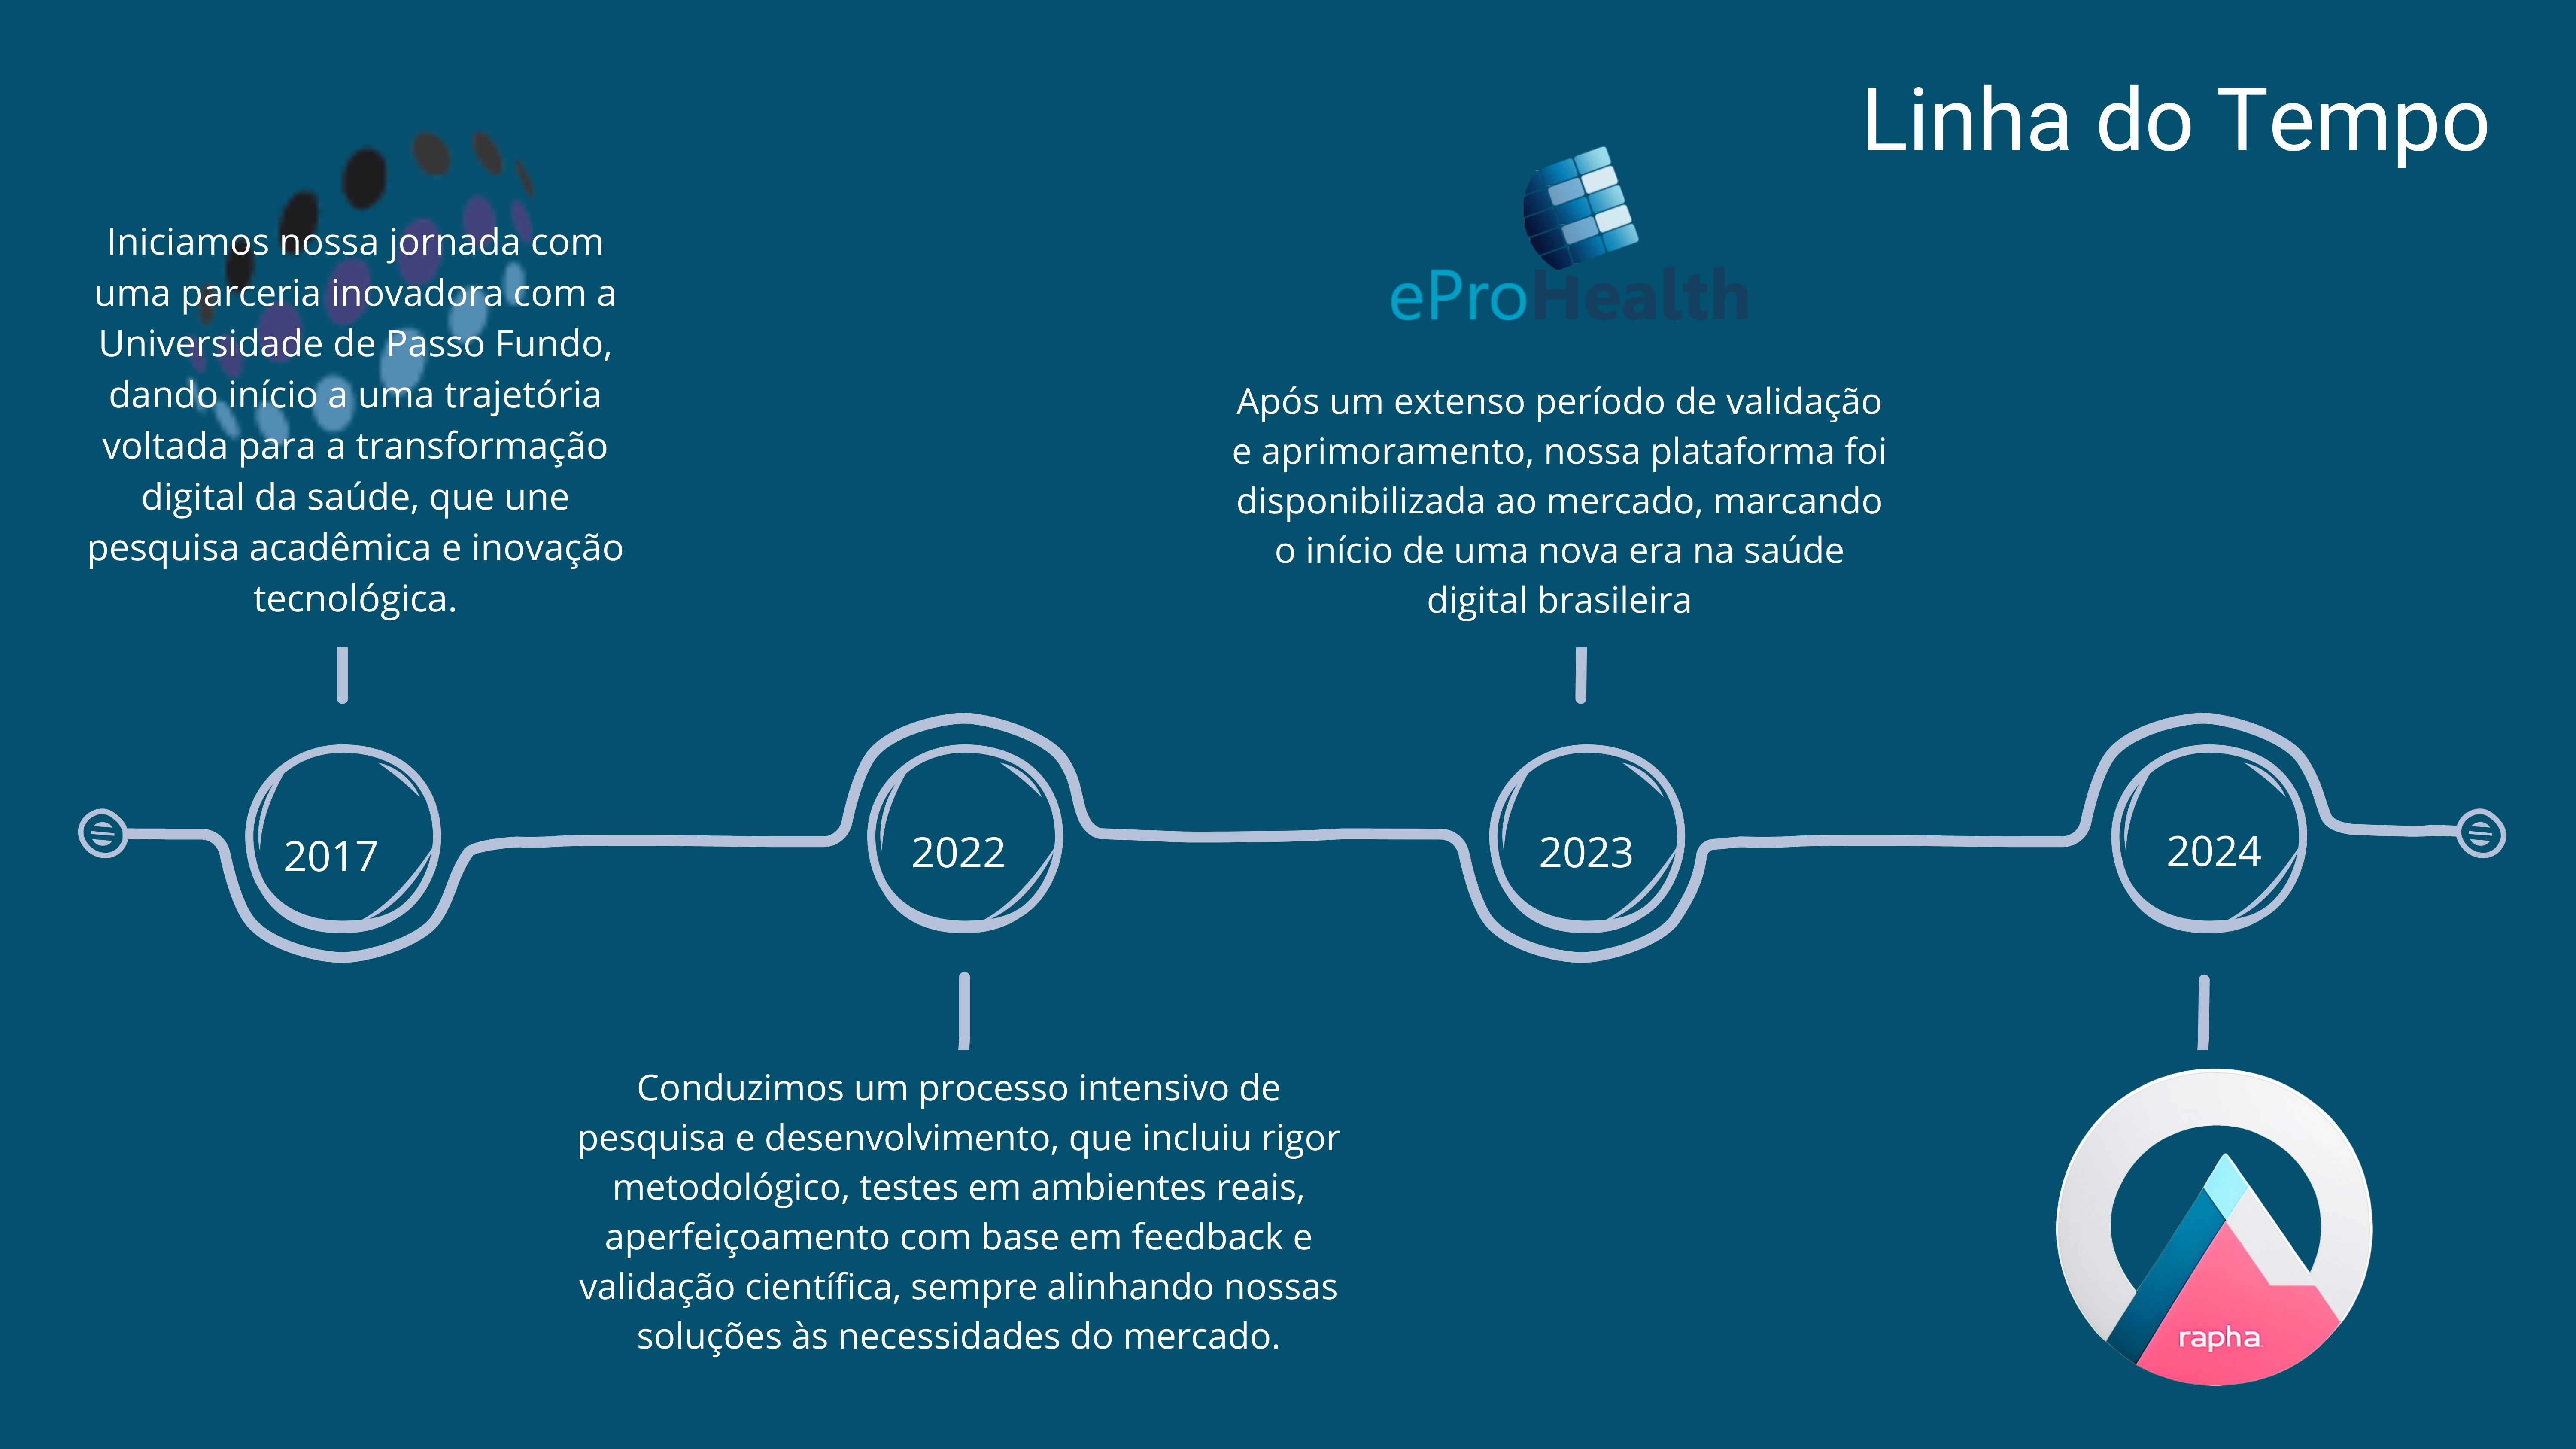 Linha do Tempo
Iniciamos nossa jornada com
uma parceria inovadora com a
Universidade de Passo Fundo,
dando início a uma trajetória
voltada para a transformação
digital da saúde, que une
pesquisa acadêmica e inovação
tecnológica.
eProHealth
Após um extenso período de validação
e aprimoramento, nossa plataforma foi
disponibilizada ao mercado, marcando
o início de uma nova era na saúde
digital brasileira
2017
2022
2023
2024
Conduzimos um processo intensivo de
pesquisa e desenvolvimento, que incluiu rigor
metodológico, testes em ambientes reais,
aperfeiçoamento com base em feedback e
validação científica, sempre alinhando nossas
soluções às necessidades do mercado.
rapha